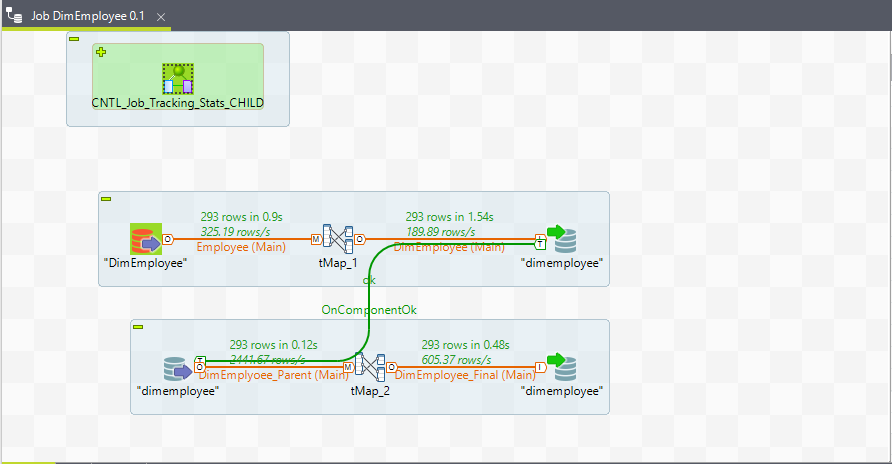 Job DimEmployee 0.1
CNTL_Job_Tracking_Stats_CHILD
293 rows in 0.9s
325.19 rows/s
Employee (Main)
293 rows in 1.54s
189.89 rows/s
DimEmployee (Main)
O
M
O
I
T
"DimEmployee"
tMap_1
"dimemployee"
ok
OnComponentOk
293 rows in 0.12s
2441.67 rows/s
DimEmplyoee_Parent (Main)
293 rows in 0.48s
605.37 rows/s
DimEmployee_Final (Main)
T
O
M
O
I
"dimemployee"
tMap_2
"dimemployee"